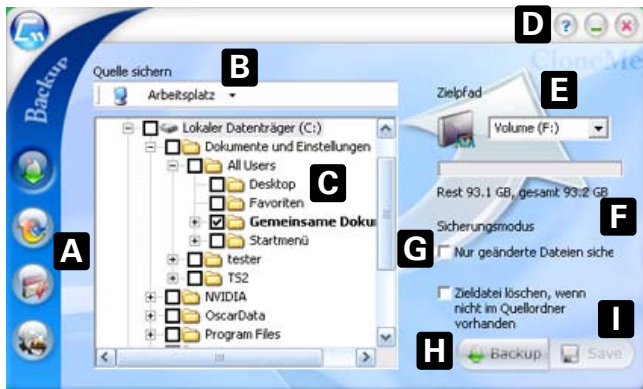 D
?
CloneMe
Backup
Quelle sichern
B
Arbeitsplatz
Zielpfad
E
Lokaler Datenträger (C:)
Dokumente und Einstellungen
All Users
Desktop
C
Favoriten
Gemeinsame Doku
Startmenü
tester
TS2
NVIDIA
OscarData
Program Files
A
ATA
Volume (F:)
Rest 93.1 GB, gesamt 93.2 GB
F
Sicherungsmodus
G
Nur geänderte Dateien siche
Zieldatei löschen, wenn
nicht im Quellordner
vorhanden
I
H
Backup
Save